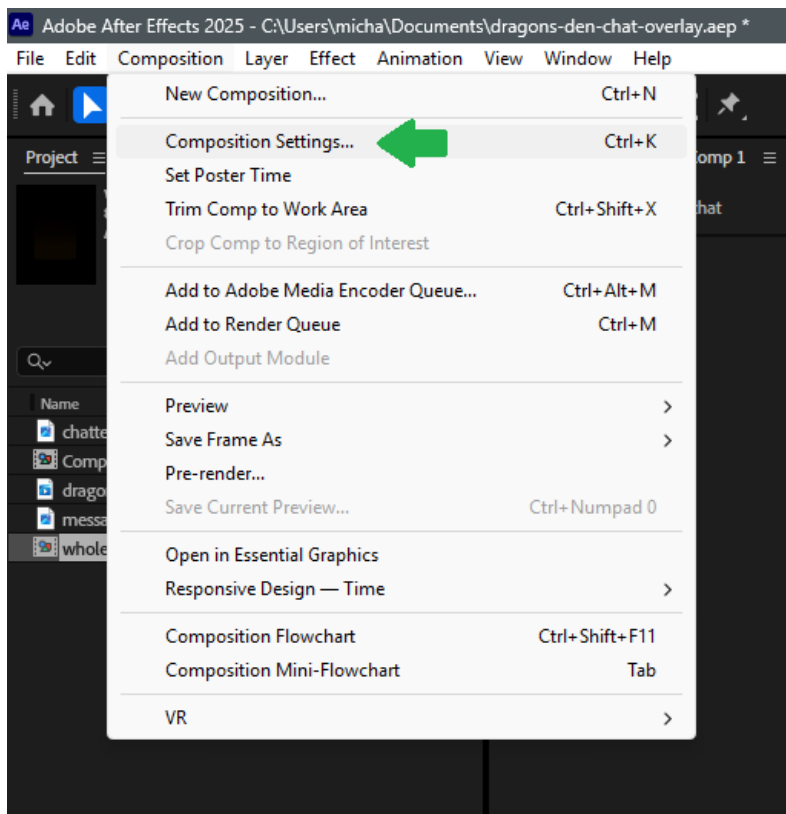 Ae Adobe After Effects 2025 - C:\Users\micha\Documents\dragons-den-chat-overlay.aep *
File Edit Composition Layer Effect Animation View Window Help
New Composition... Ctrl+N
Composition Settings... Ctrl+K
Project
Set Poster Time
Trim Comp to Work Area Ctrl+Shift+X
Crop Comp to Region of Interest
Add to Adobe Media Encoder Queue... Ctrl+Alt+M
Add to Render Queue Ctrl+M
Add Output Module
Name
Preview
Save Frame As
Pre-render...
Save Current Preview... Ctrl+Numpad 0
whole
Open in Essential Graphics
Responsive Design — Time
Composition Flowchart Ctrl+Shift+F11
Composition Mini-Flowchart Tab
VR